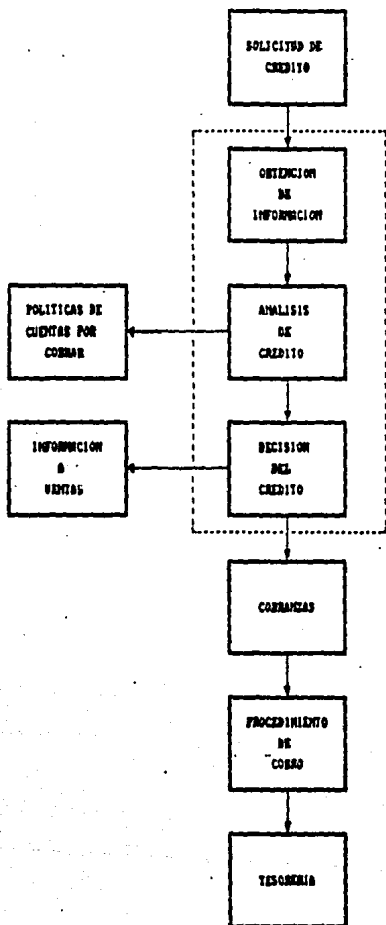 SOLICITUD DE
CREDITO
OBTENCION
DE
INFORMACION
POLITICAS DE
CUENTAS POR
COBRAR
ANALISIS
DE
CREDITO
INFORMACION
A
VENTAS
DECISION
DEL
CREDITO
COBRANZAS
PROCEDIMIENTO
DE
COBRO
TESORERIA